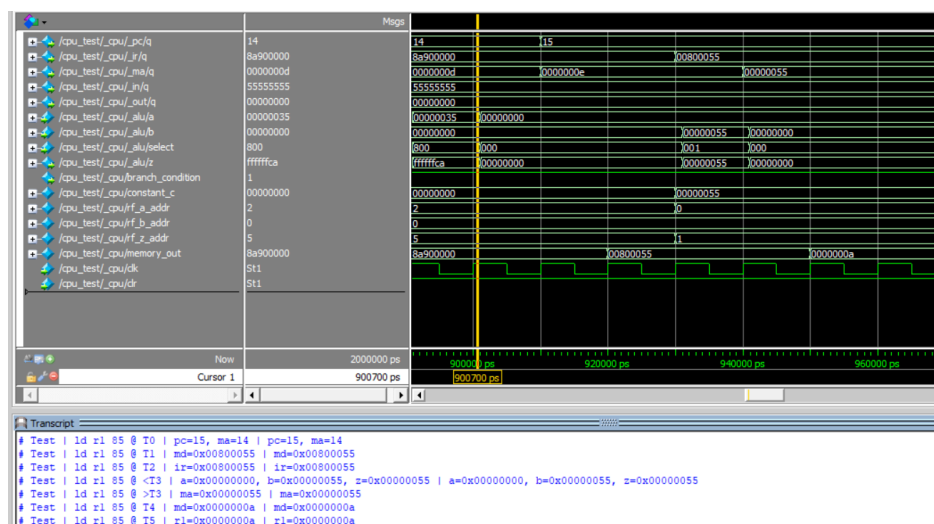 Msgs
/cpu_test/_cpu/_pc/q 14 14 15
/cpu_test/_cpu/_ir/q 8a900000 8a900000 00800055
/cpu_test/_cpu/_ma/q 0000000d 0000000d 0000000e 00000055
/cpu_test/_cpu/_in/q 55555555 55555555
/cpu_test/_cpu/_out/q 00000000 00000000
/cpu_test/_cpu/_alu/a 00000035 00000035 00000000
/cpu_test/_cpu/_alu/b 00000000 00000000 00000055 00000000
/cpu_test/_cpu/_alu/select 800 800 000 001 000
/cpu_test/_cpu/_alu/z ffffffca ffffffca 00000000 00000055 00000000
/cpu_test/_cpu/branch_condition 1
/cpu_test/_cpu/constant_c 00000000 00000000 00000055
/cpu_test/_cpu/rf_a_addr 2 2 0
/cpu_test/_cpu/rf_b_addr 0 0
/cpu_test/_cpu/rf_z_addr 5 5 1
/cpu_test/_cpu/memory_out 8a900000 8a900000 00800055 0000000a
/cpu_test/_cpu/clk St1
/cpu_test/_cpu/clr St1
Now 2000000 ps 900000 ps 920000 ps 940000 ps 960000 ps
Cursor 1 900700 ps 900700 ps
Transcript
# Test | ld r1 85 @ T0 | pc=15, ma=14 | pc=15, ma=14
# Test | ld r1 85 @ T1 | md=0x00800055 | md=0x00800055
# Test | ld r1 85 @ T2 | ir=0x00800055 | ir=0x00800055
# Test | ld r1 85 @ <T3 | a=0x00000000, b=0x00000055, z=0x00000055 | a=0x00000000, b=0x00000055, z=0x00000055
# Test | ld r1 85 @ >T3 | ma=0x00000055 | ma=0x00000055
# Test | ld r1 85 @ T4 | md=0x0000000a | md=0x0000000a
# Test | ld r1 85 @ T5 | r1=0x0000000a | r1=0x0000000a